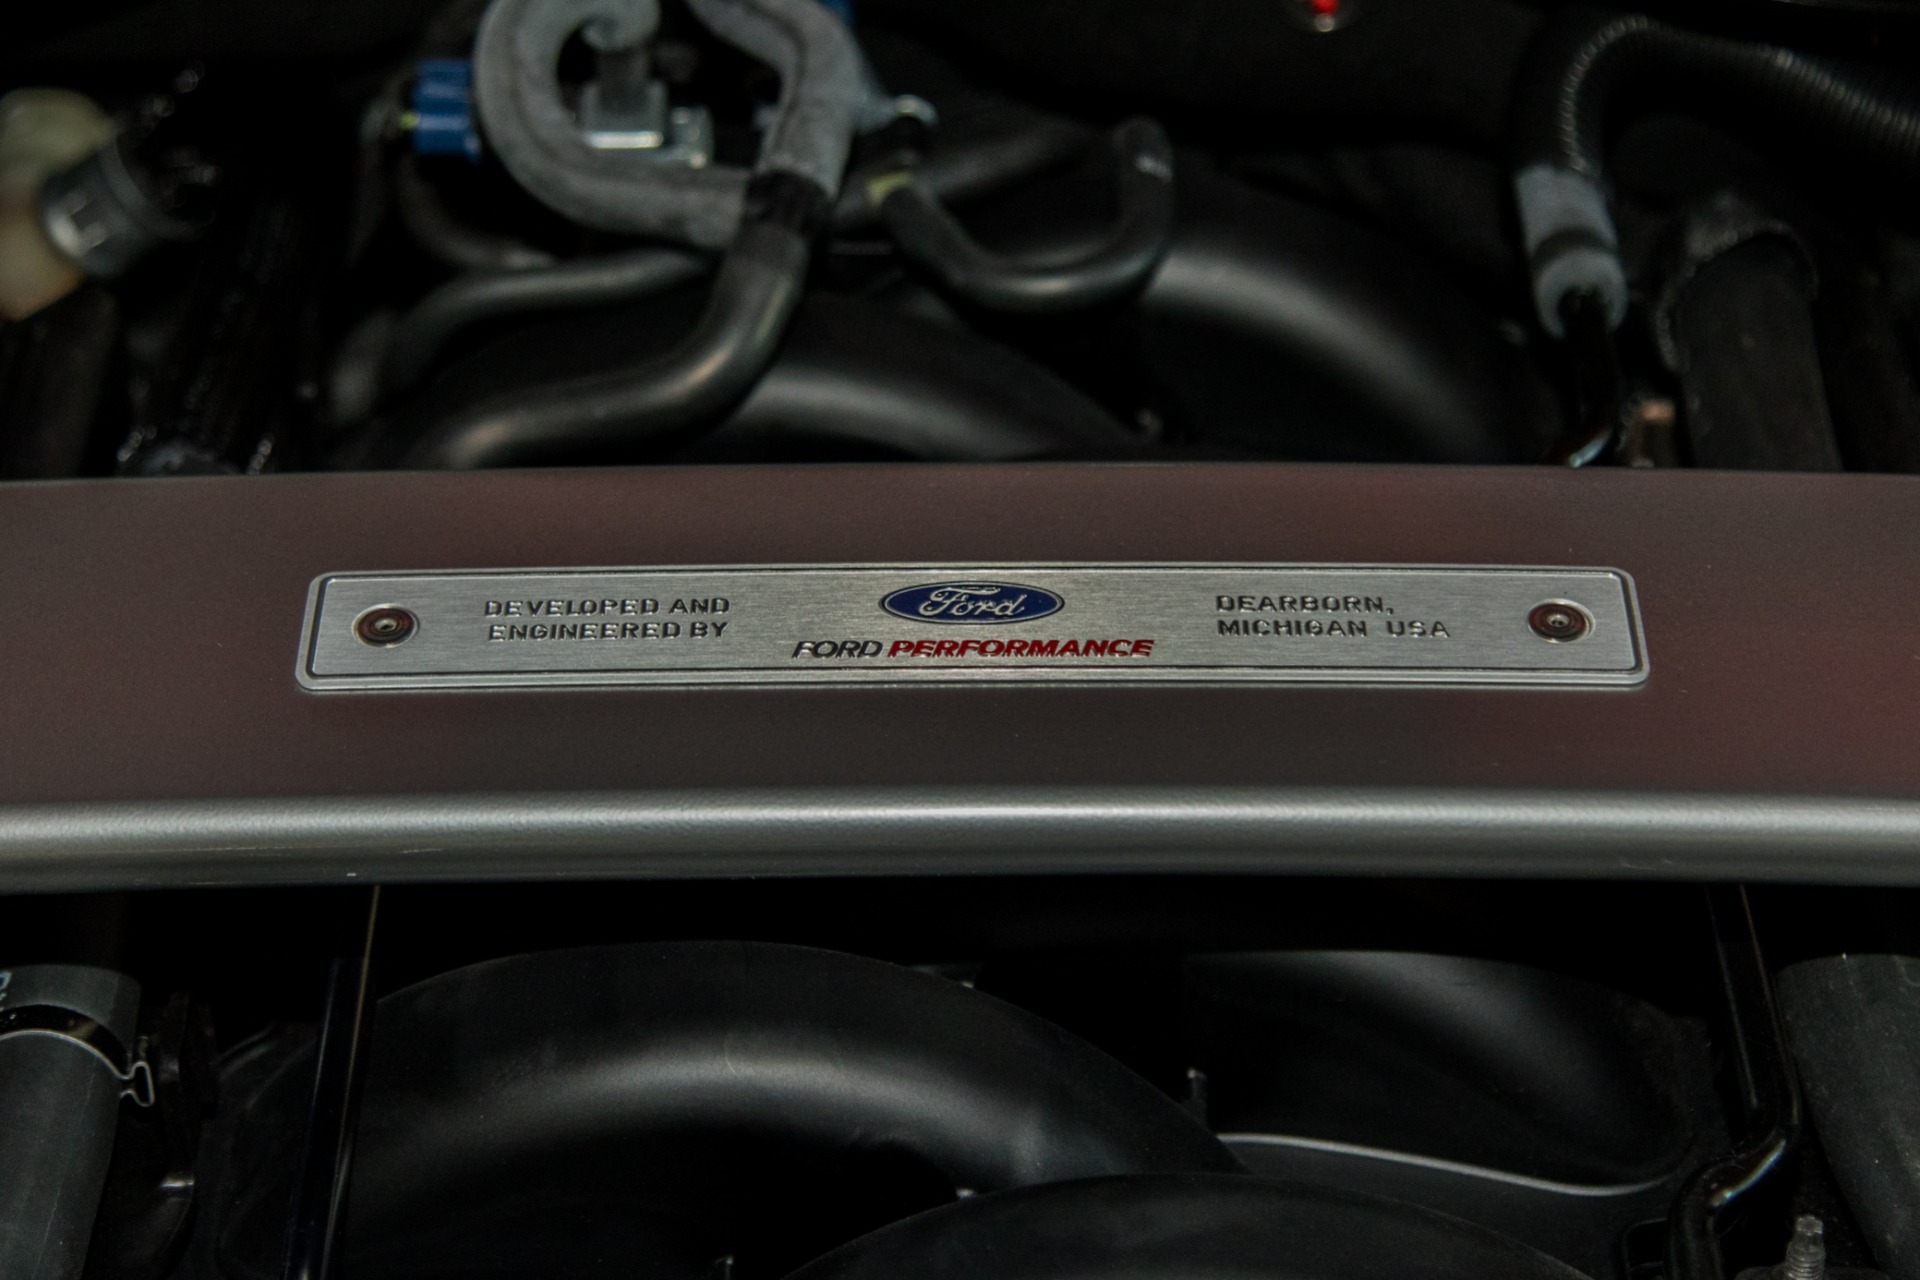 DEVELOPED AND
ENGINEERED BY
Ford
FORD PERFORMANCE
DEARBORN,
MICHIGAN USA